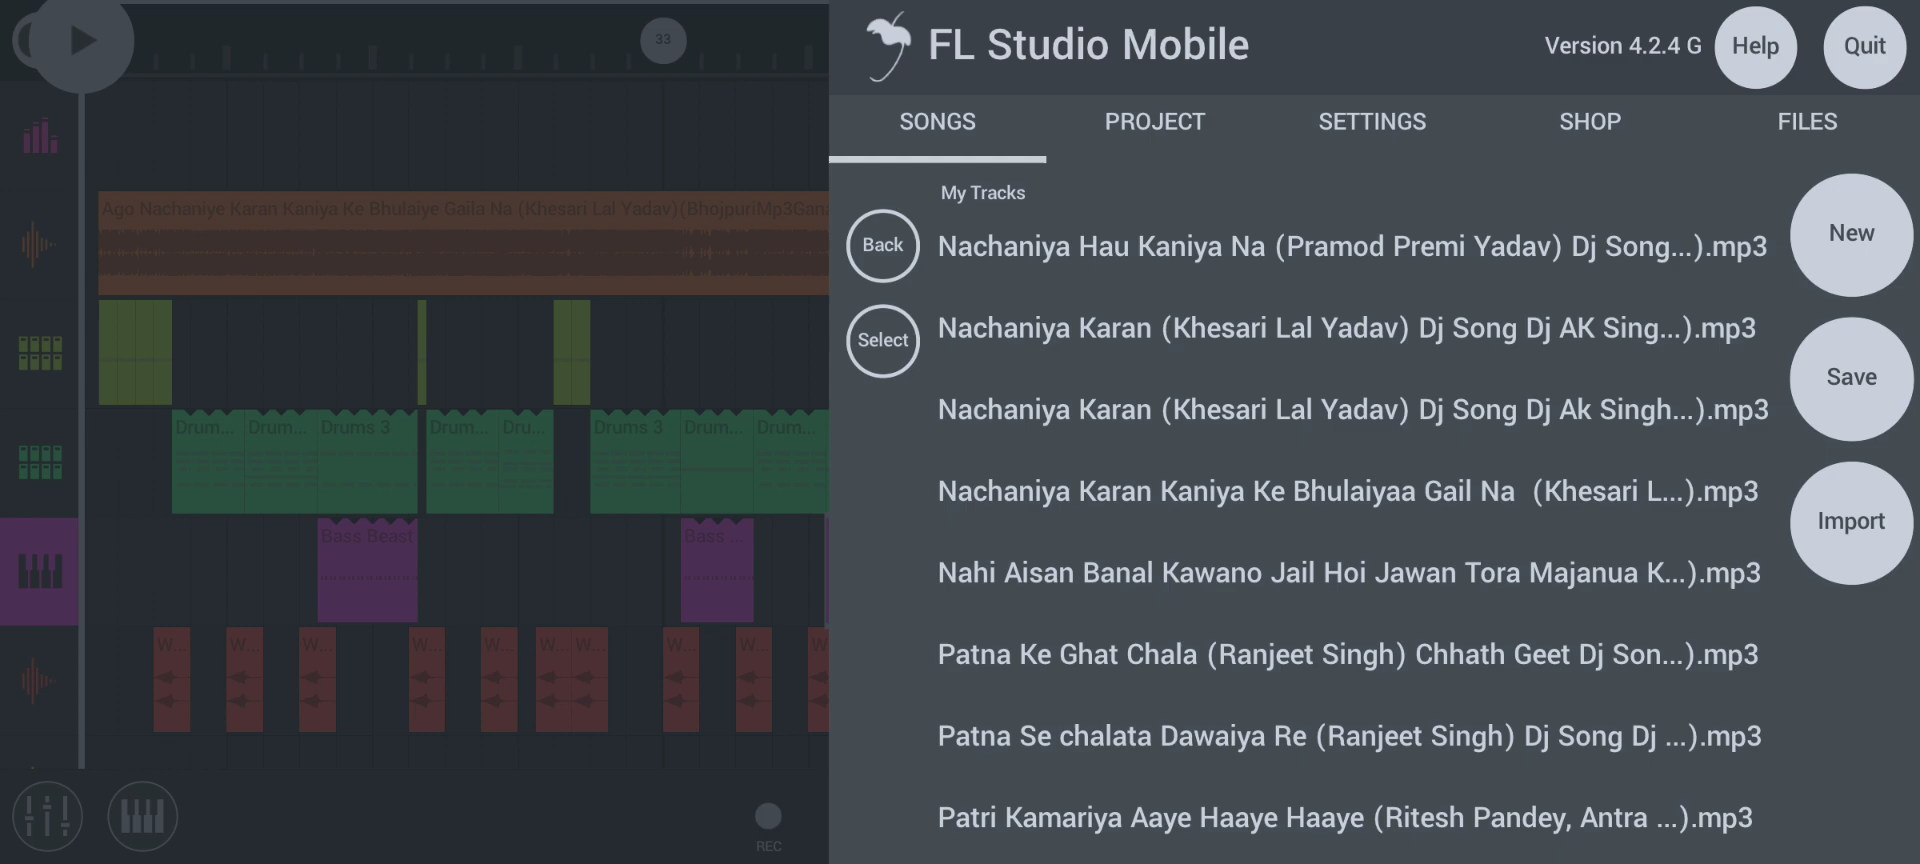 33
Ago Nachaniye Karan Kaniya Ke Bhulaiye Gaila Na (Khesari Lal Yadav)(BhojpuriMp3Gana
Drum... Drum... Drums 3 Drum... Dru... Drums 3 Drum... Drum...
Bass Beast Bass ...
W... W... W... W... W... W... W... W... W... W
REC
FL Studio Mobile
Version 4.2.4 G
Help
Quit
SONGS PROJECT SETTINGS SHOP FILES
My Tracks
Back
Select
Nachaniya Hau Kaniya Na (Pramod Premi Yadav) Dj Song...).mp3
Nachaniya Karan (Khesari Lal Yadav) Dj Song Dj AK Sing...).mp3
Nachaniya Karan (Khesari Lal Yadav) Dj Song Dj Ak Singh...).mp3
Nachaniya Karan Kaniya Ke Bhulaiyaa Gail Na  (Khesari L...).mp3
Nahi Aisan Banal Kawano Jail Hoi Jawan Tora Majanua K...).mp3
Patna Ke Ghat Chala (Ranjeet Singh) Chhath Geet Dj Son...).mp3
Patna Se chalata Dawaiya Re (Ranjeet Singh) Dj Song Dj ...).mp3
Patri Kamariya Aaye Haaye Haaye (Ritesh Pandey, Antra ...).mp3
New
Save
Import